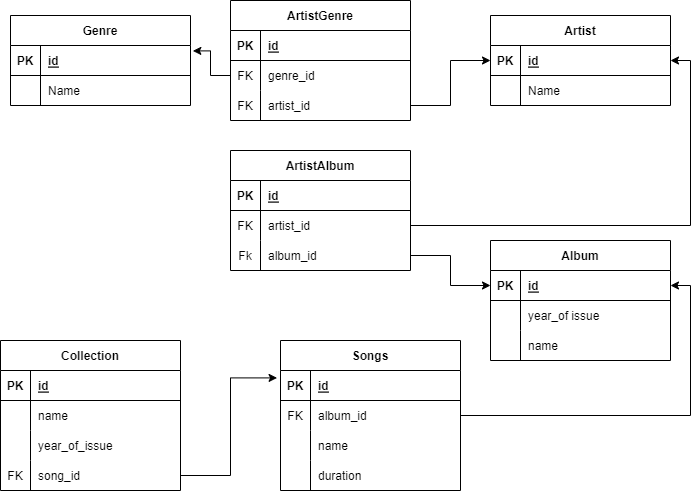 Genre
PK id
Name
ArtistGenre
PK id
FK genre_id
FK artist_id
Artist
PK id
Name
ArtistAlbum
PK id
FK artist_id
Fk album_id
Album
PK id
year_of issue
name
Collection
PK id
name
year_of_issue
FK song_id
Songs
PK id
FK album_id
name
duration